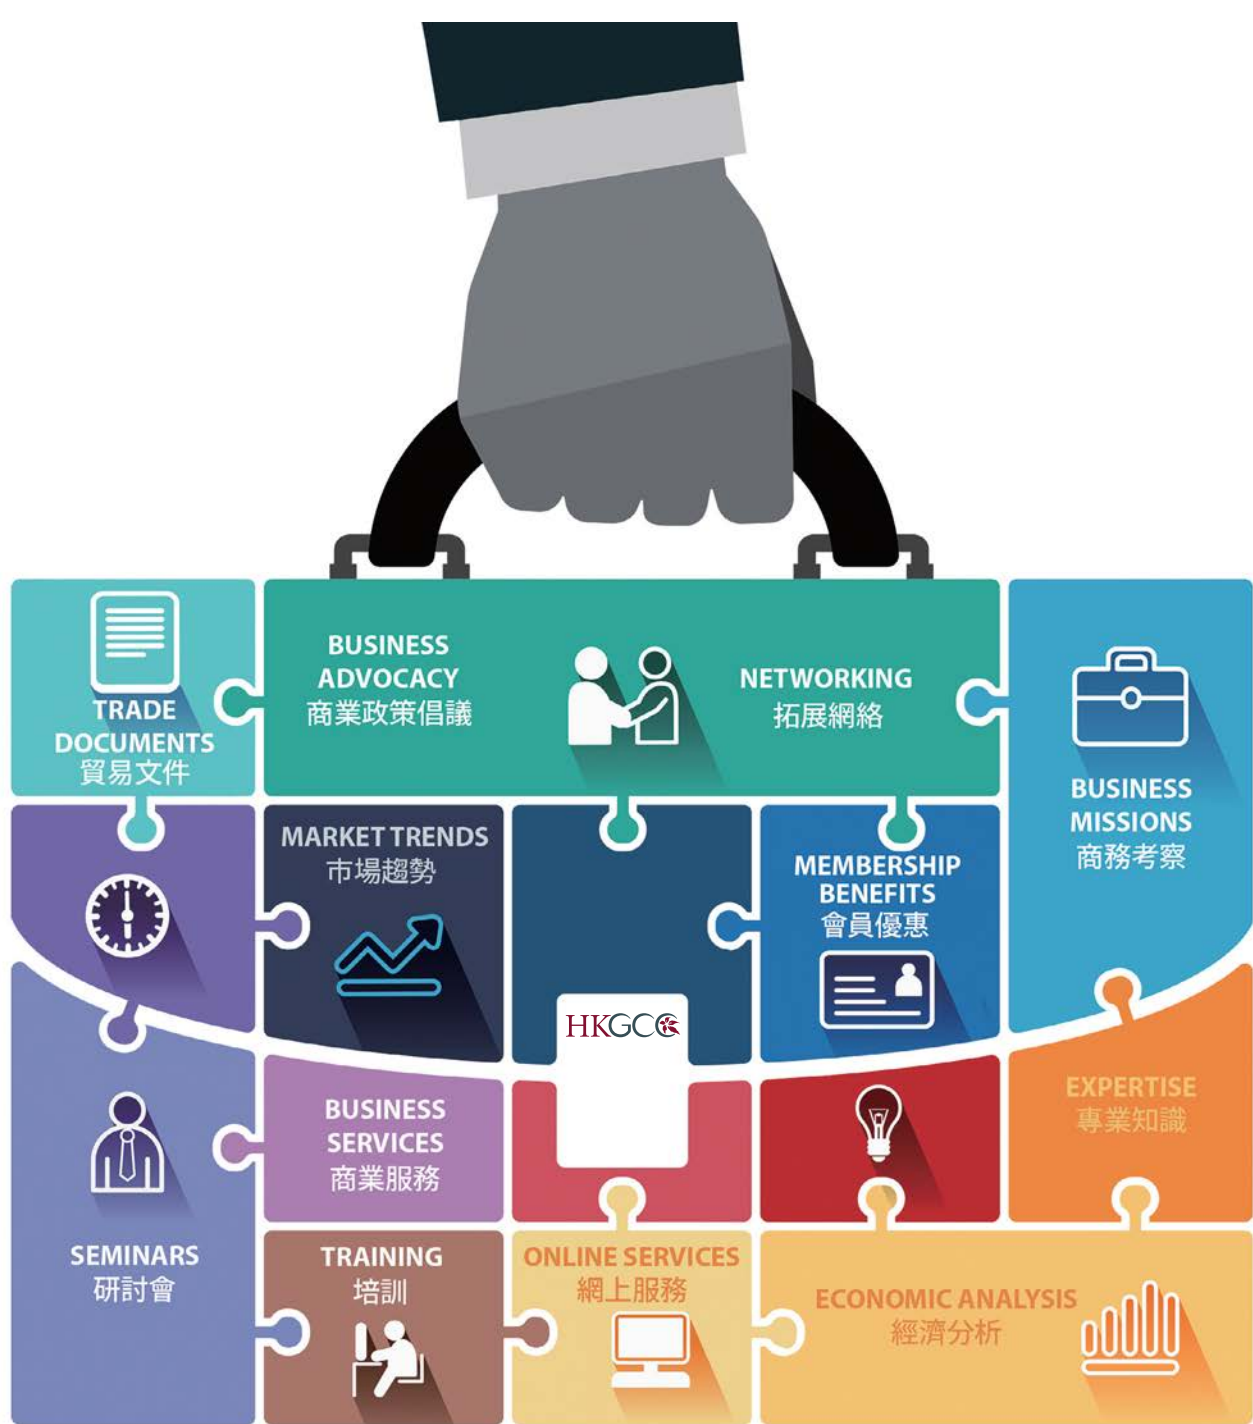 TRADE
DOCUMENTS
貿易文件
BUSINESS
ADVOCACY
商業政策倡議
NETWORKING
拓展網絡
BUSINESS
MISSIONS
商務考察
MARKET TRENDS
市場趨勢
MEMBERSHIP
BENEFITS
會員優惠
HKGCC
BUSINESS
SERVICES
商業服務
EXPERTISE
專業知識
SEMINARS
研討會
TRAINING
培訓
ONLINE SERVICES
網上服務
ECONOMIC ANALYSIS
經濟分析